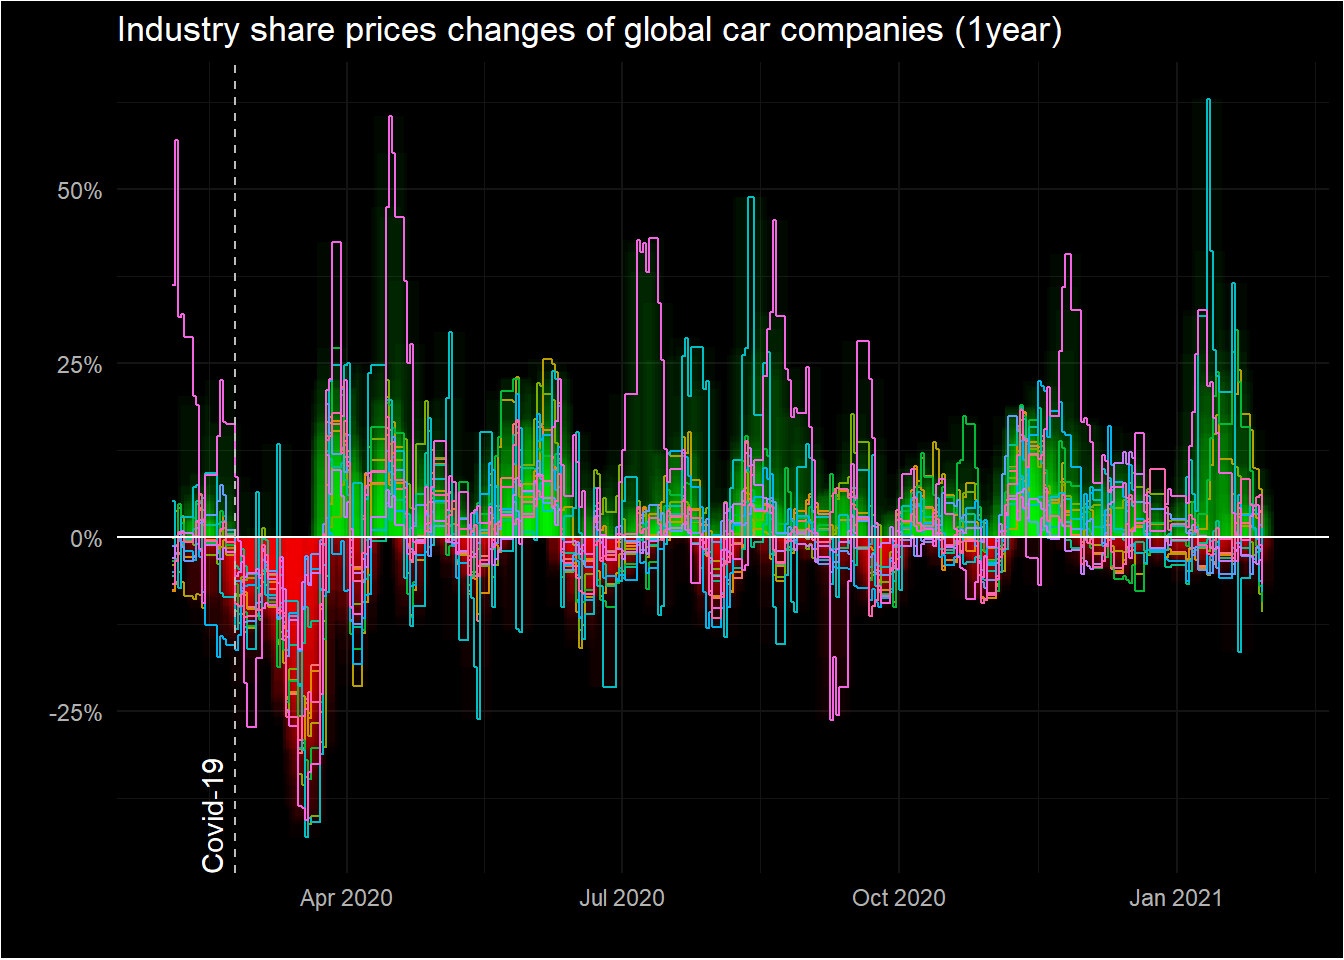 Industry share prices changes of global car companies (1year)
50%
25%
0%
-25%
Covid-19
Apr 2020
Jul 2020
Oct 2020
Jan 2021